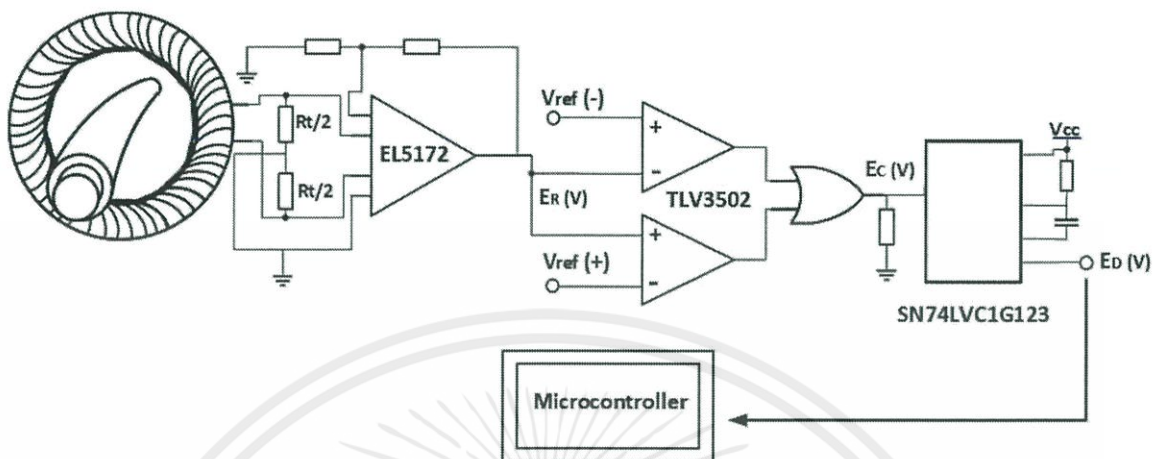 Rt/2
Rt/2
EL5172
ER (V)
Vref (-)
+
-
TLV3502
Vref (+)
+
-
EC (V)
Vcc
ED (V)
SN74LVC1G123
Microcontroller